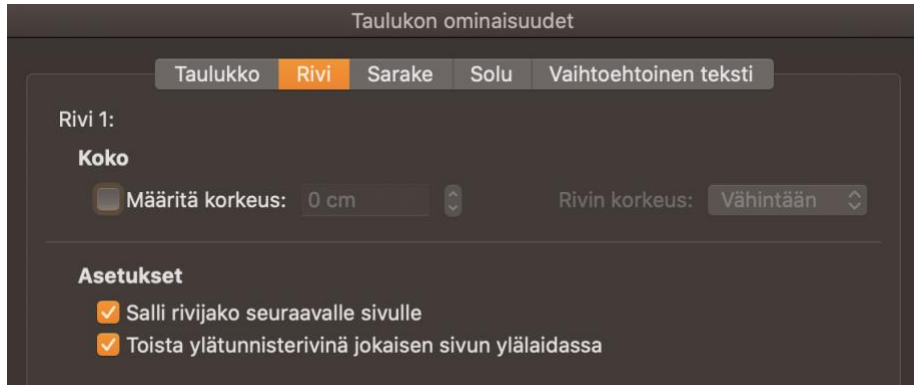 Taulukon ominaisuudet
Taulukko Rivi Sarake Solu Vaihtoehtoinen teksti
Rivi 1:
Koko
Määritä korkeus: 0 cm Rivin korkeus: Vähintään
Asetukset
Salli rivijako seuraavalle sivulle
Toista ylätunnisterivinä jokaisen sivun ylälaidassa